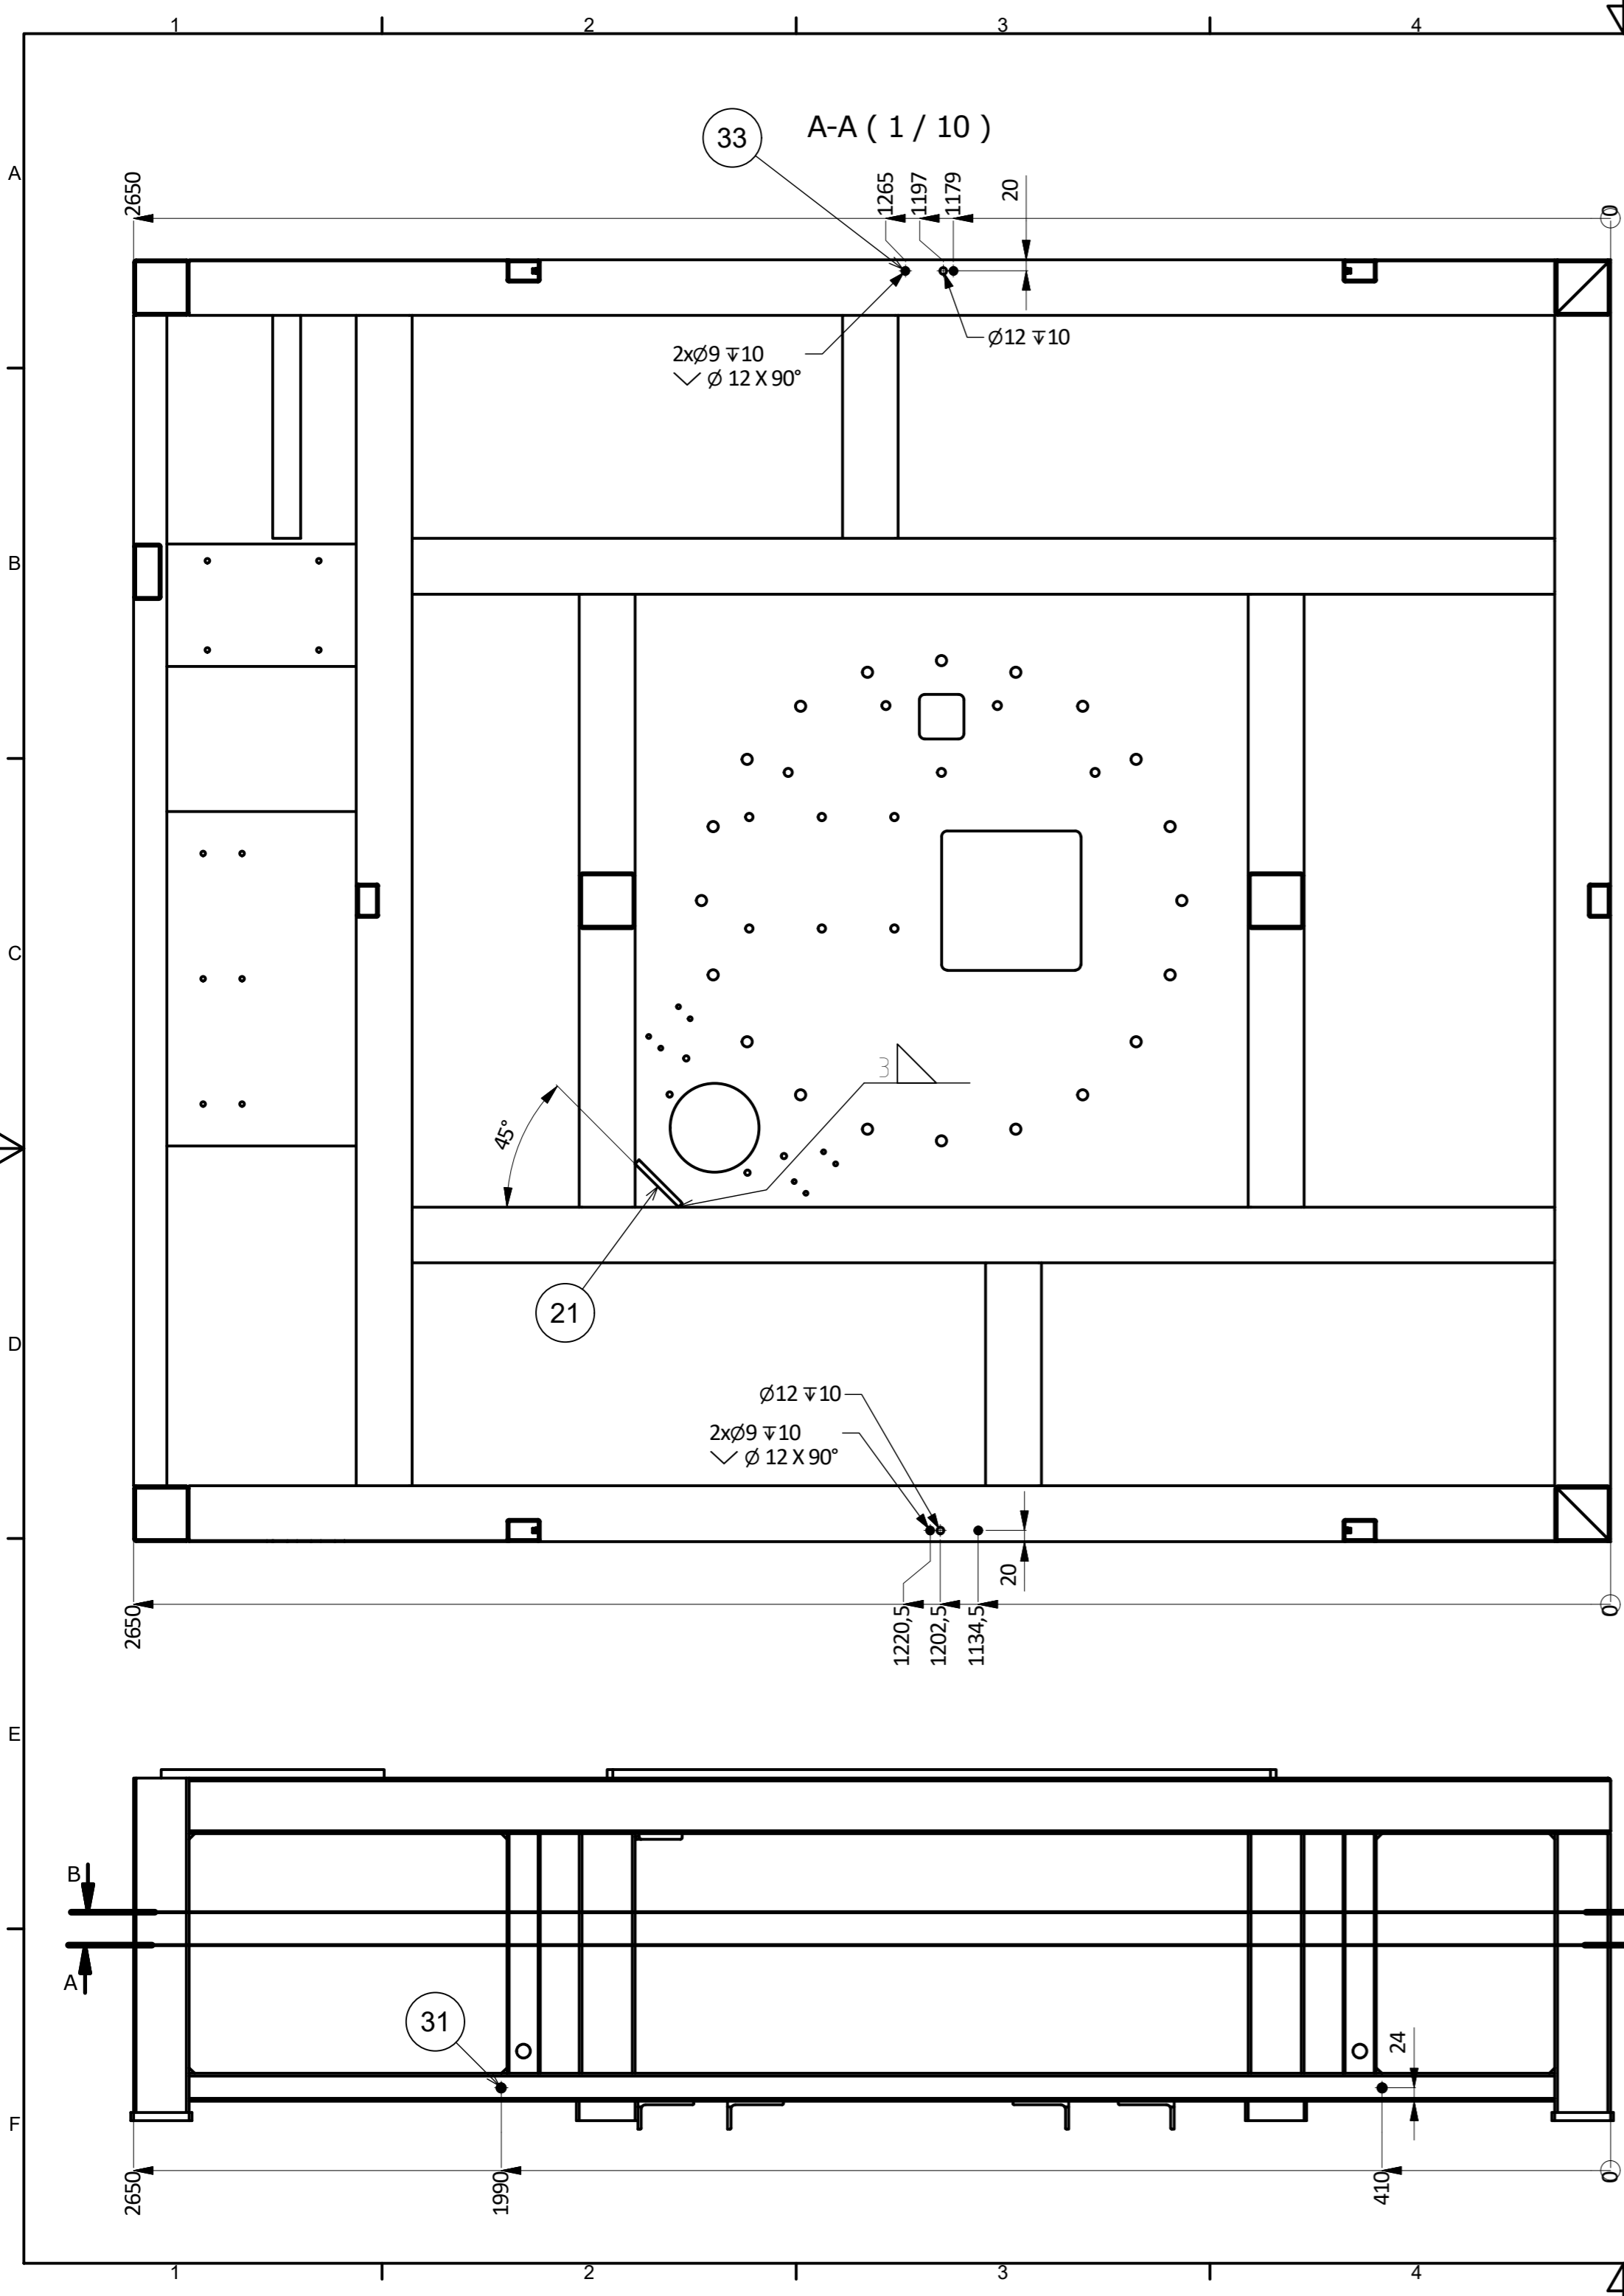 1 2 3 4
A-A ( 1 / 10 )
33
A
2650 1265 1197 1179 20 0
Ø12 ↧10
2xØ9 ↧10
⌵ Ø 12 X 90°
B
C
3
45°
21
D
Ø12 ↧10
2xØ9 ↧10
⌵ Ø 12 X 90°
20
2650 1220,5 1202,5 1134,5 0
E
B
A
31
24
F
2650 1990 410 0
1 2 3 4